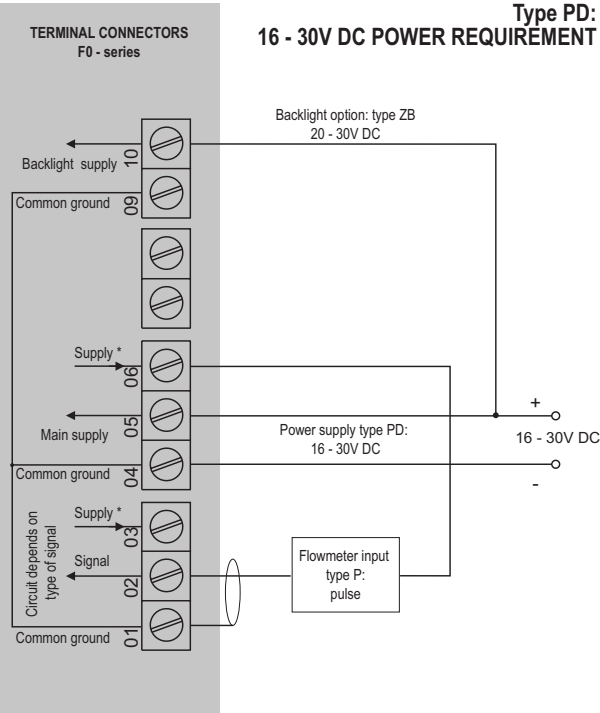 TERMINAL CONNECTORS
F0 - series
Type PD:
16 - 30V DC POWER REQUIREMENT
Backlight option: type ZB
20 - 30V DC
Backlight supply
10
Common ground
09
Supply *
06
Main supply
05
Power supply type PD:
16 - 30V DC
+
16 - 30V DC
-
Common ground
04
Circuit depends on
type of signal
Supply *
03
Signal
02
Flowmeter input
type P:
pulse
Common ground
01